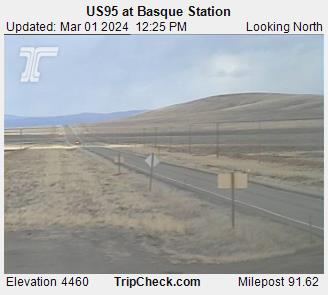 US95 at Basque Station
Updated: Mar 01 2024 12:25 PM Looking North
Elevation 4460 TripCheck.com Milepost 91.62